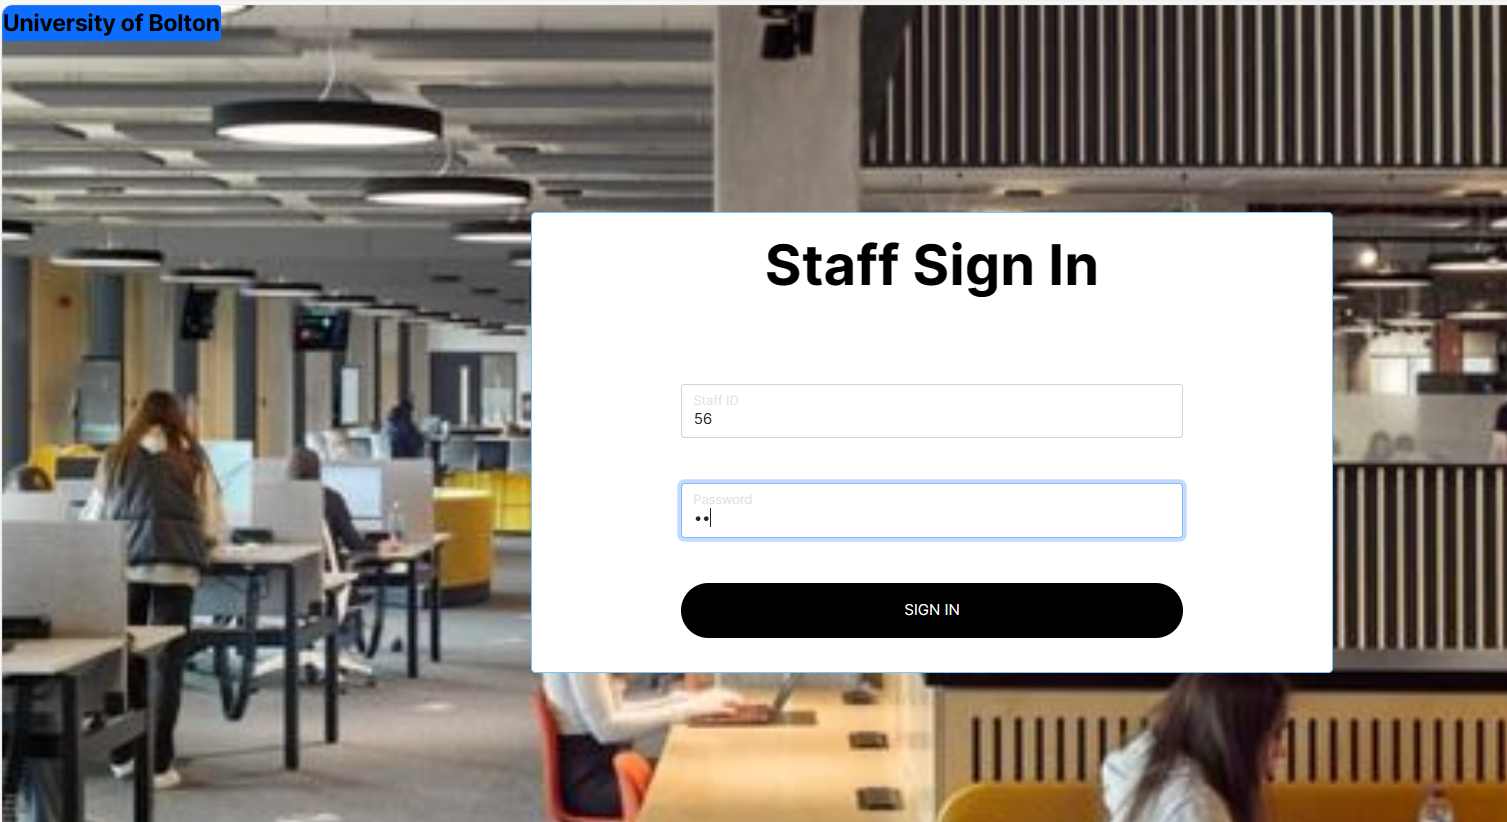 University of Bolton
Staff Sign In
Staff ID
56
Password
••
SIGN IN